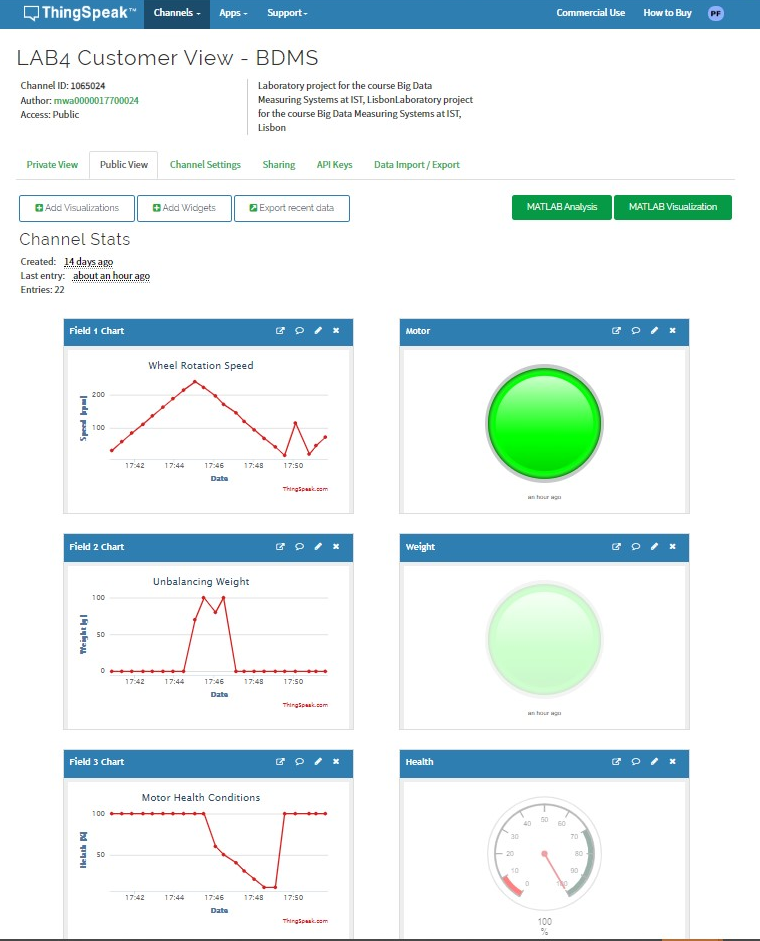 ThingSpeak™ Channels Apps Support Commercial Use How to Buy PF
LAB4 Customer View - BDMS
Channel ID: 1065024
Author: mwa0000017700024
Access: Public
Laboratory project for the course Big Data
Measuring Systems at IST, LisbonLaboratory project
for the course Big Data Measuring Systems at IST,
Lisbon
Private View Public View Channel Settings Sharing API Keys Data Import / Export
Add Visualizations Add Widgets Export recent data MATLAB Analysis MATLAB Visualization
Channel Stats
Created: 14 days ago
Last entry: about an hour ago
Entries: 22
Field 1 Chart
Wheel Rotation Speed
Speed [rpm]
200
100
17:42 17:44 17:46 17:48 17:50
Date
ThingSpeak.com
Motor
an hour ago
Field 2 Chart
Unbalancing Weight
Weight [g]
100
50
0
17:42 17:44 17:46 17:48 17:50
Date
ThingSpeak.com
Weight
an hour ago
Field 3 Chart
Motor Health Conditions
Helath [%]
100
50
17:42 17:44 17:46 17:48 17:50
Date
ThingSpeak.com
Health
0 10 20 30 40 50 60 70 80 90 100
100
%